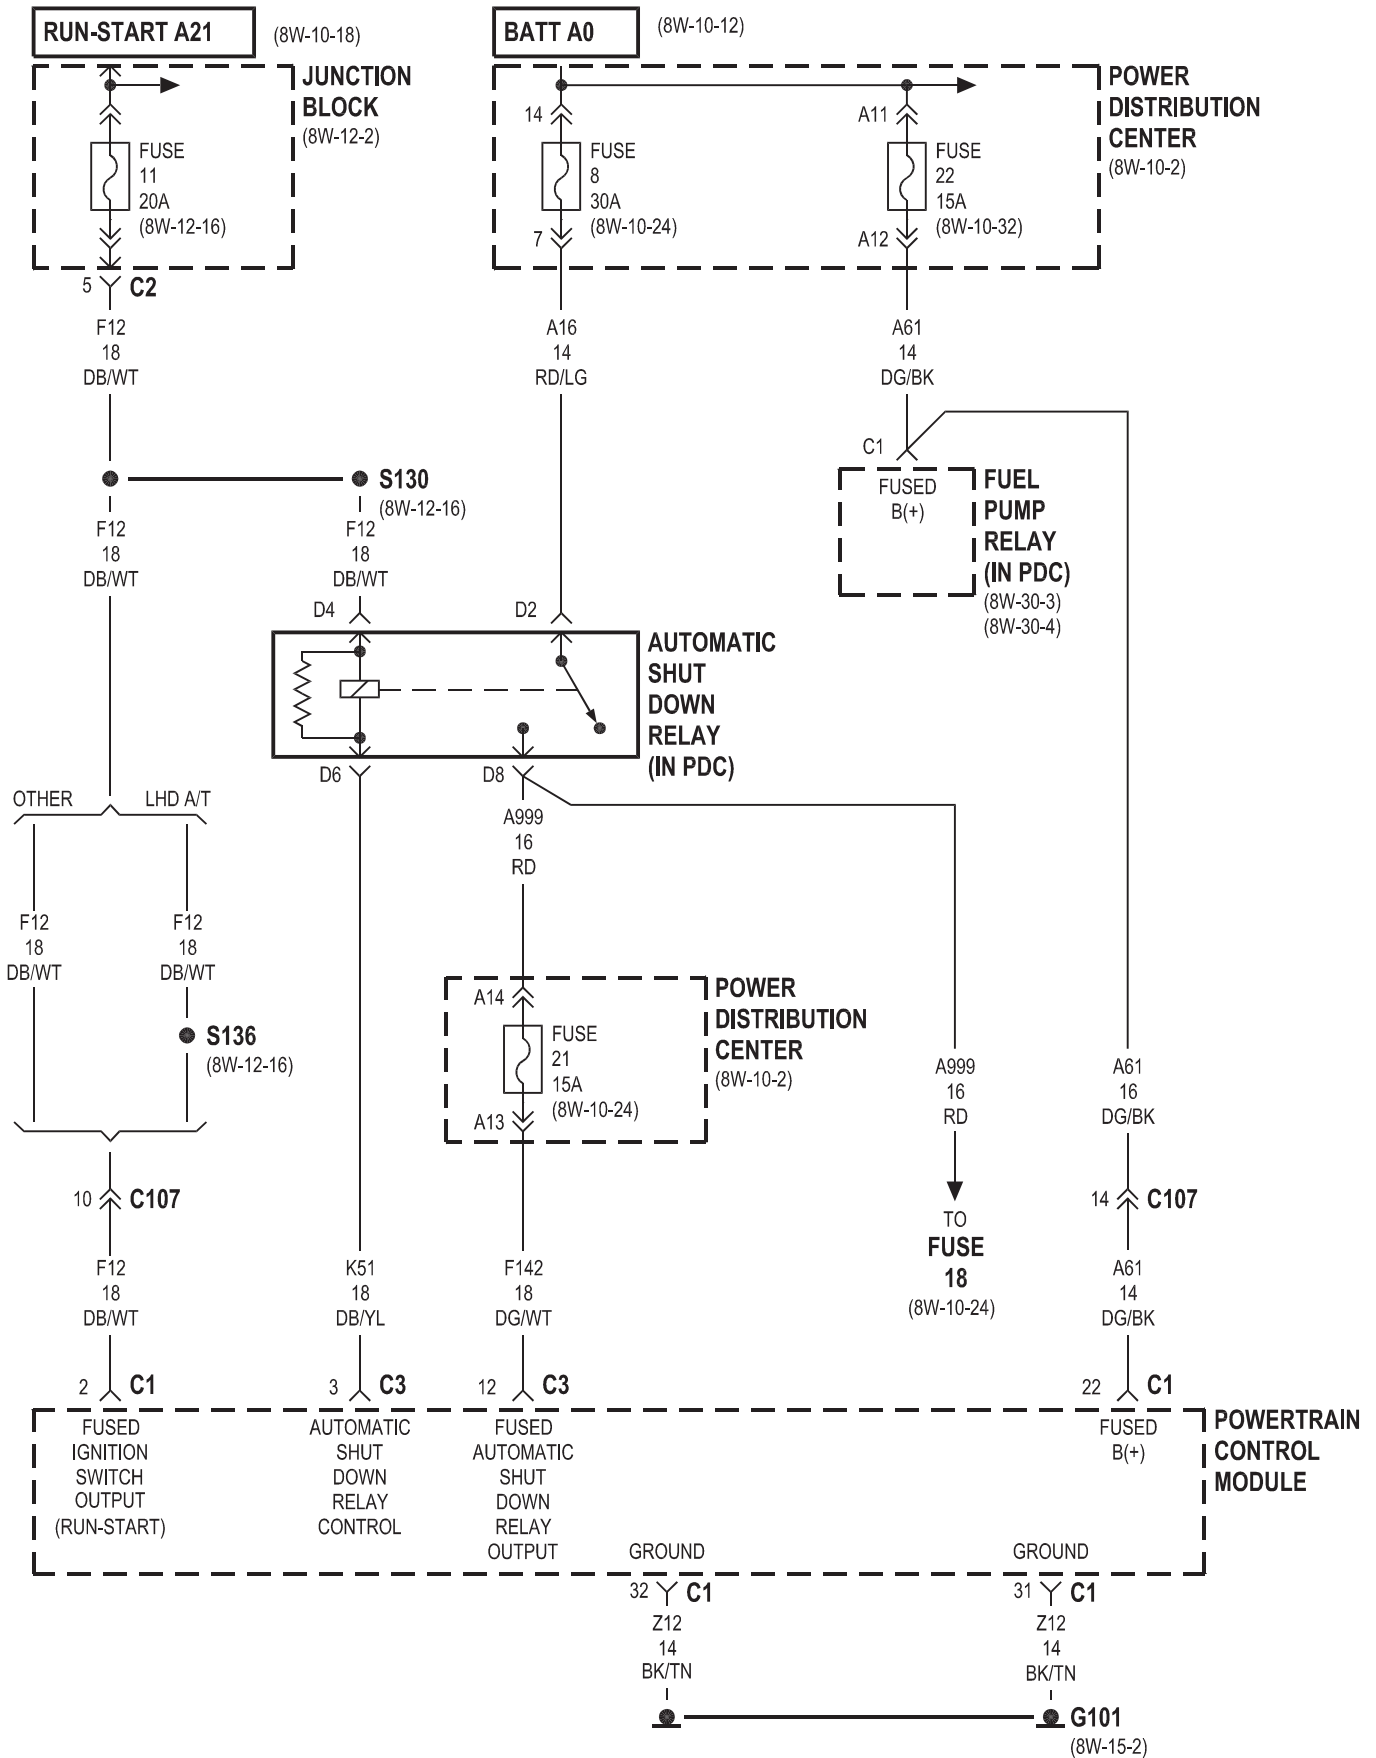 RUN-START A21
(8W-10-18)
BATT A0
(8W-10-12)
JUNCTION
BLOCK
(8W-12-2)
FUSE
11
20A
(8W-12-16)
5
C2
14
FUSE
8
30A
(8W-10-24)
7
A11
FUSE
22
15A
(8W-10-32)
A12
POWER
DISTRIBUTION
CENTER
(8W-10-2)
F12
18
DB/WT
A16
14
RD/LG
A61
14
DG/BK
S130
(8W-12-16)
F12
18
DB/WT
F12
18
DB/WT
C1
FUSED
B(+)
FUEL
PUMP
RELAY
(IN PDC)
(8W-30-3)
(8W-30-4)
D4
D2
AUTOMATIC
SHUT
DOWN
RELAY
(IN PDC)
D6
D8
OTHER
LHD A/T
A999
16
RD
F12
18
DB/WT
F12
18
DB/WT
S136
(8W-12-16)
A14
FUSE
21
15A
(8W-10-24)
A13
POWER
DISTRIBUTION
CENTER
(8W-10-2)
A999
16
RD
A61
16
DG/BK
10
C107
14
C107
TO
FUSE
18
(8W-10-24)
F12
18
DB/WT
K51
18
DB/YL
F142
18
DG/WT
A61
14
DG/BK
2
C1
3
C3
12
C3
22
C1
FUSED
IGNITION
SWITCH
OUTPUT
(RUN-START)
AUTOMATIC
SHUT
DOWN
RELAY
CONTROL
FUSED
AUTOMATIC
SHUT
DOWN
RELAY
OUTPUT
FUSED
B(+)
POWERTRAIN
CONTROL
MODULE
GROUND
GROUND
32
C1
31
C1
Z12
14
BK/TN
Z12
14
BK/TN
G101
(8W-15-2)